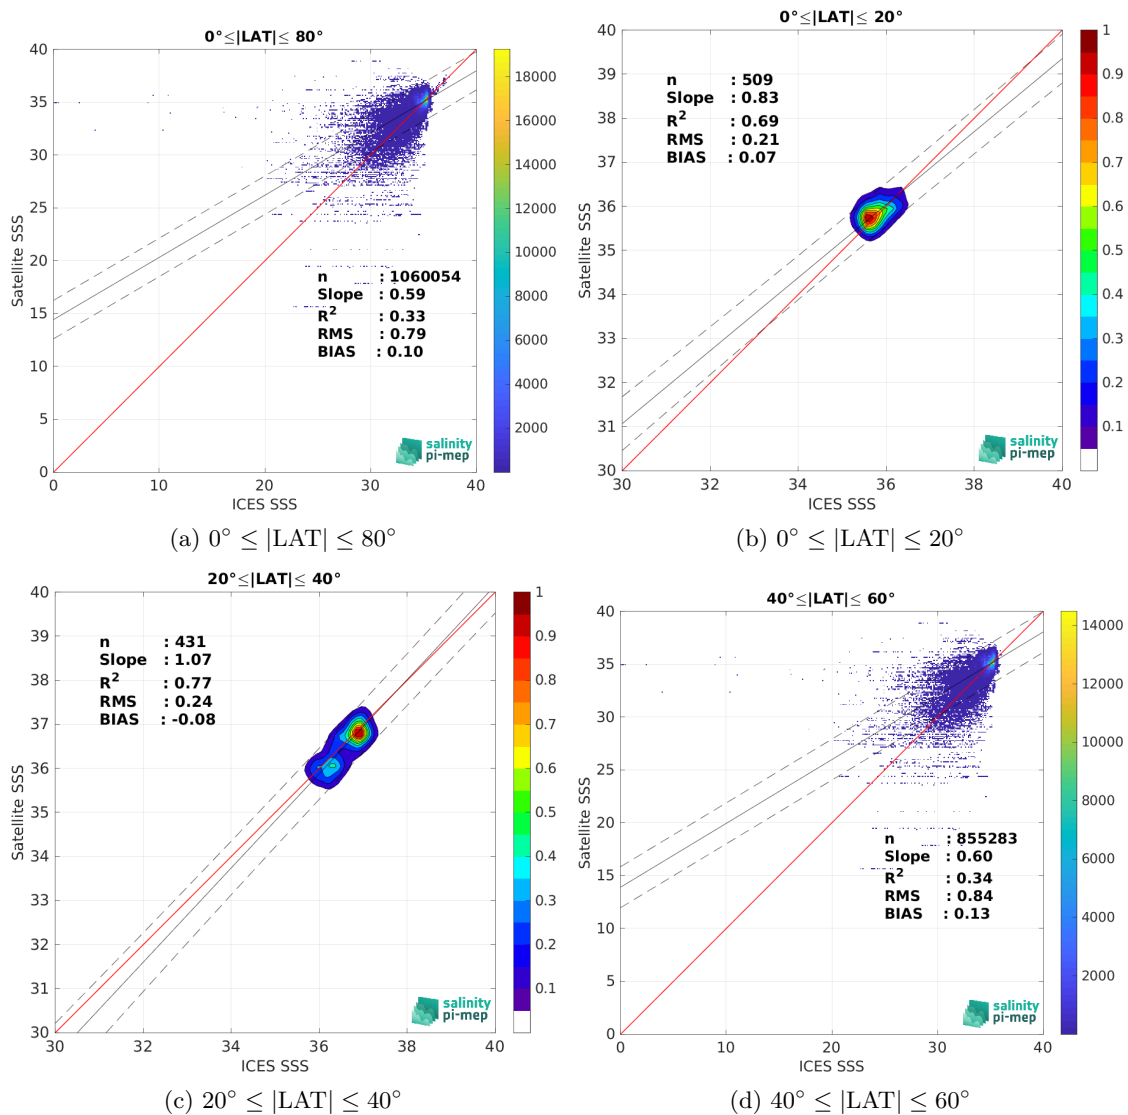 0°≤|LAT|≤ 80°
40
35
30
25
20
15
10
5
0
0
10
20
30
40
Satellite SSS
ICES SSS
n : 1060054
Slope : 0.59
R² : 0.33
RMS : 0.79
BIAS : 0.10
salinity
pi-mep
18000
16000
14000
12000
10000
8000
6000
4000
2000
(a) 0° ≤ |LAT| ≤ 80°
0°≤|LAT|≤ 20°
40
39
38
37
36
35
34
33
32
31
30
30
32
34
36
38
40
Satellite SSS
ICES SSS
n : 509
Slope : 0.83
R² : 0.69
RMS : 0.21
BIAS : 0.07
salinity
pi-mep
1
0.9
0.8
0.7
0.6
0.5
0.4
0.3
0.2
0.1
(b) 0° ≤ |LAT| ≤ 20°
20°≤|LAT|≤ 40°
40
39
38
37
36
35
34
33
32
31
30
30
32
34
36
38
40
Satellite SSS
ICES SSS
n : 431
Slope : 1.07
R² : 0.77
RMS : 0.24
BIAS : -0.08
salinity
pi-mep
1
0.9
0.8
0.7
0.6
0.5
0.4
0.3
0.2
0.1
(c) 20° ≤ |LAT| ≤ 40°
40°≤|LAT|≤ 60°
40
35
30
25
20
15
10
5
0
0
10
20
30
40
Satellite SSS
ICES SSS
n : 855283
Slope : 0.60
R² : 0.34
RMS : 0.84
BIAS : 0.13
salinity
pi-mep
14000
12000
10000
8000
6000
4000
2000
(d) 40° ≤ |LAT| ≤ 60°